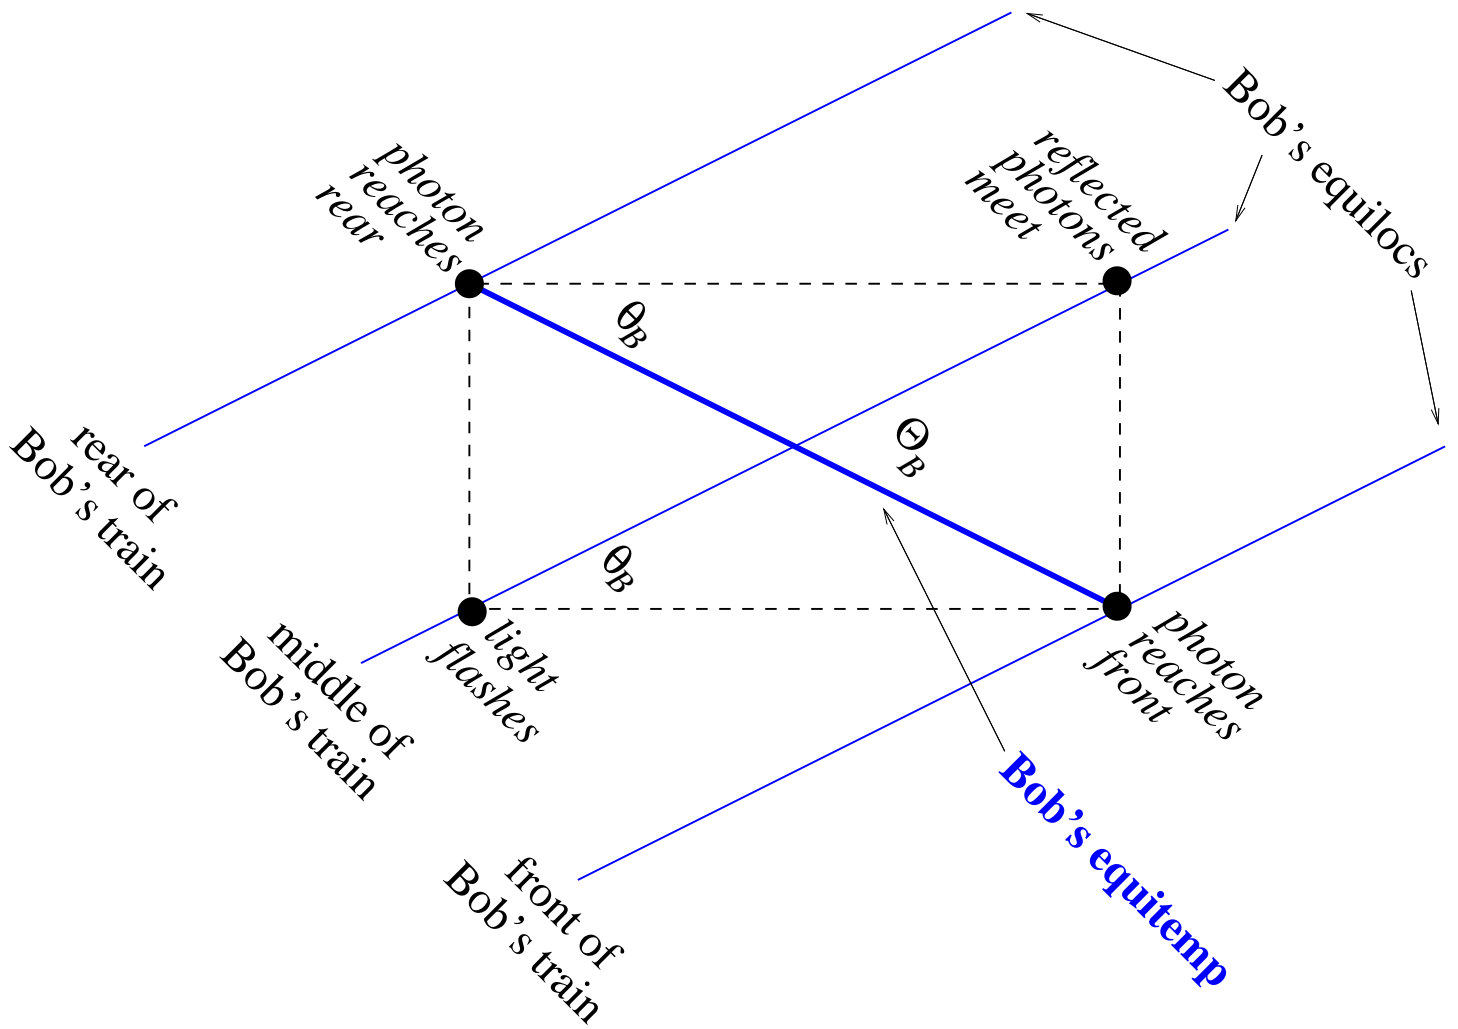 photon
reaches
rear
reflected
photons
meet
Bob's equilocs
θB
ΘB
rear of
Bob's train
θB
light
flashes
middle of
Bob's train
photon
reaches
front
Bob's equitemp
front of
Bob's train